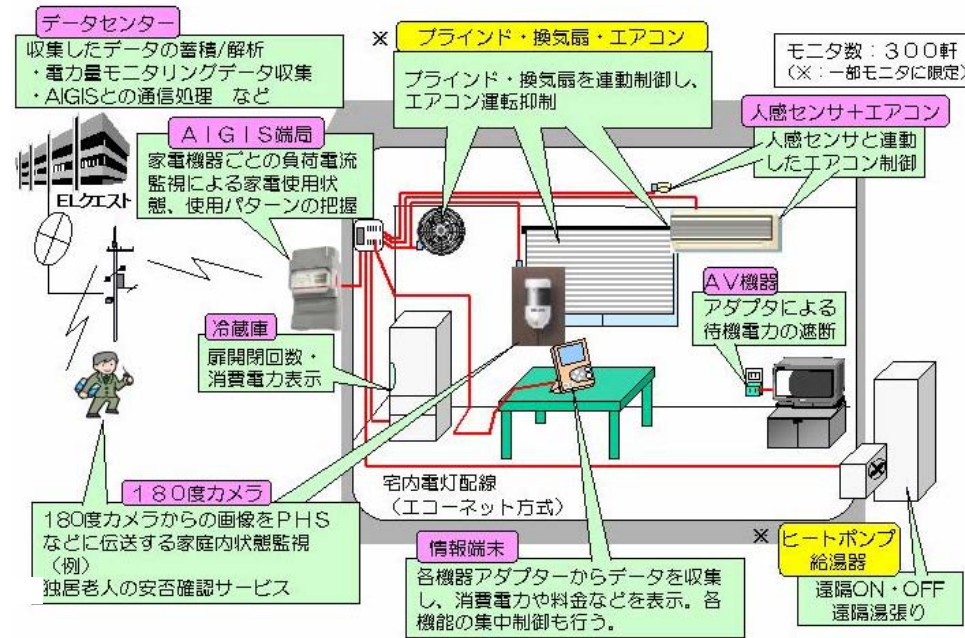 データセンター
収集したデータの蓄積/解析
・電力量モニタリングデータ収集
・AIGISとの通信処理 など
※ ブラインド・換気扇・エアコン
ブラインド・換気扇を連動制御し、
エアコン運転抑制
モニタ数：３００軒
（※：一部モニタに限定）
人感センサ＋エアコン
人感センサと連動
したエアコン制御
ＡＩＧＩＳ端局
家電機器ごとの負荷電流
監視による家電使用状
態、使用パターンの把握
ELクエスト
冷蔵庫
扉開閉回数・
消費電力表示
ＡＶ機器
アダプタによる
待機電力の遮断
１８０度カメラ
180度カメラからの画像をＰＨＳ
などに伝送する家庭内状態監視
（例）
独居老人の安否確認サービス
宅内電灯配線
（エコーネット方式）
情報端末
各機器アダプターからデータを収集
し、消費電力や料金などを表示。各
機能の集中制御も行う。
※ ヒートポンプ
給湯器
遠隔ON・OFF
遠隔湯張り